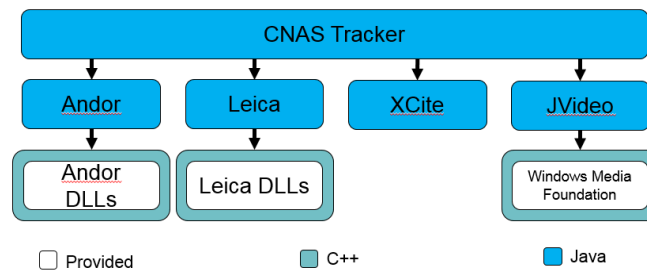 CNAS Tracker
Andor
Leica
XCite
JVideo
Andor
DLLs
Leica DLLs
Windows Media
Foundation
Provided
C++
Java